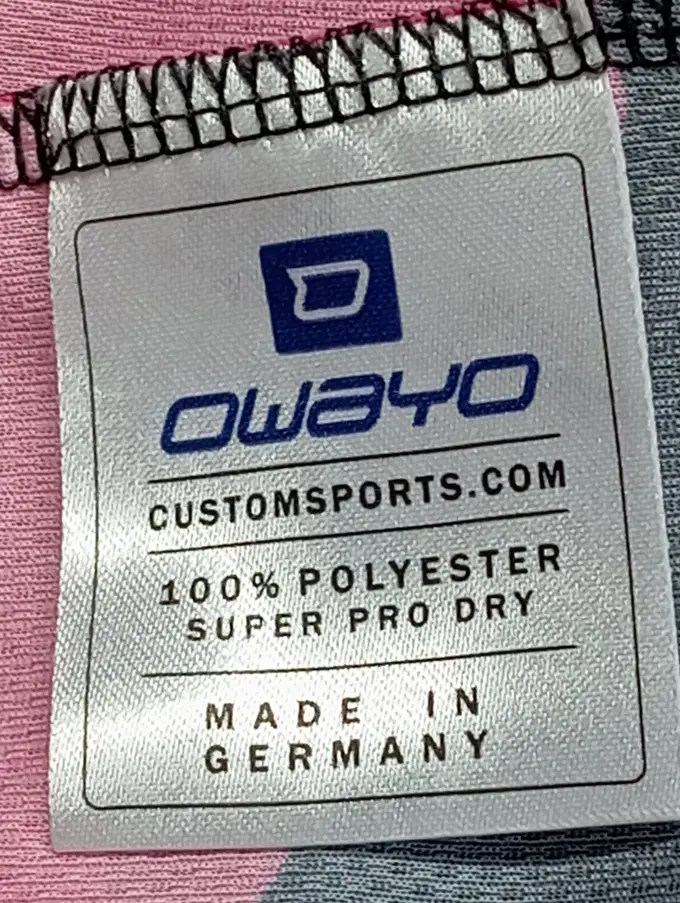 owayo
CUSTOMSPORTS.COM
100% POLYESTER
SUPER PRO DRY
MADE IN
GERMANY